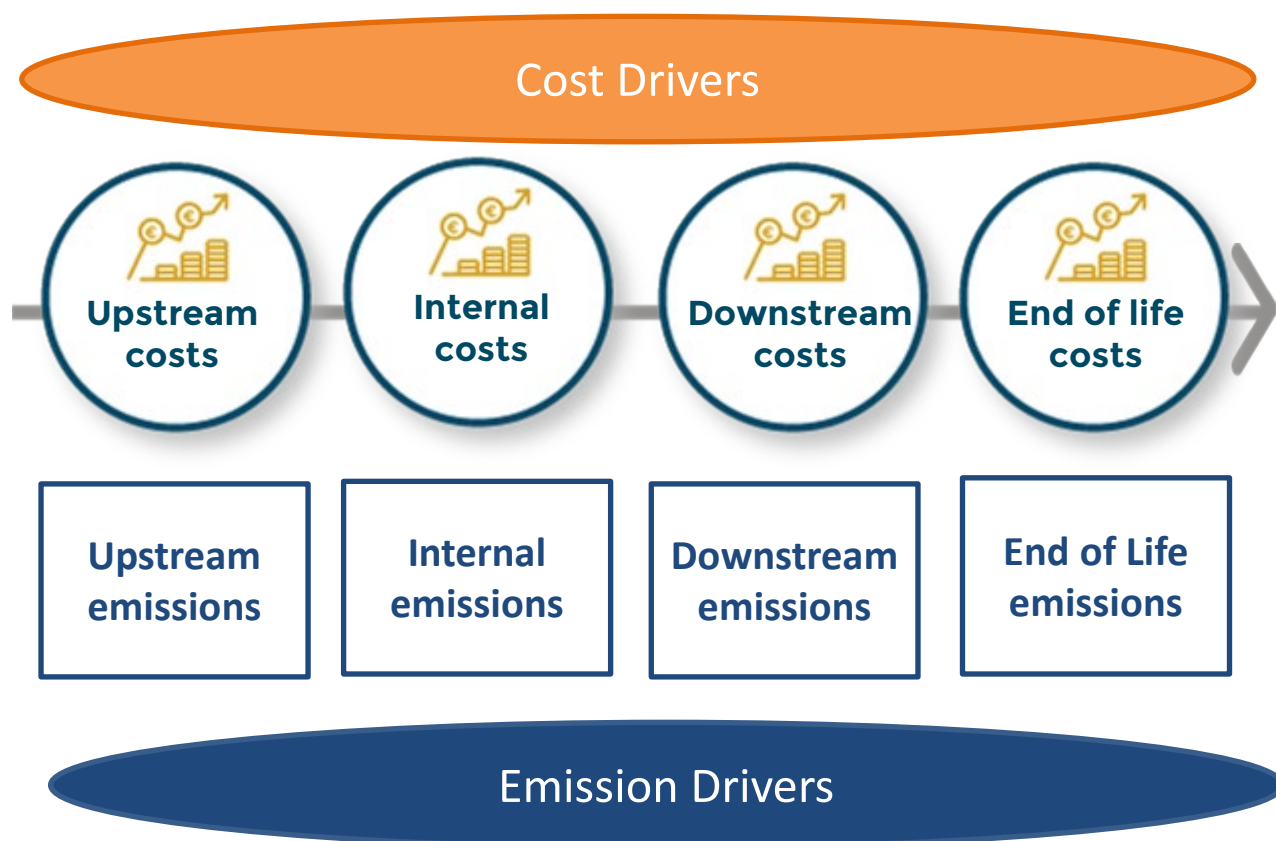 Cost Drivers
Upstream
costs
Internal
costs
Downstream
costs
End of life
costs
Upstream
emissions
Internal
emissions
Downstream
emissions
End of Life
emissions
Emission Drivers